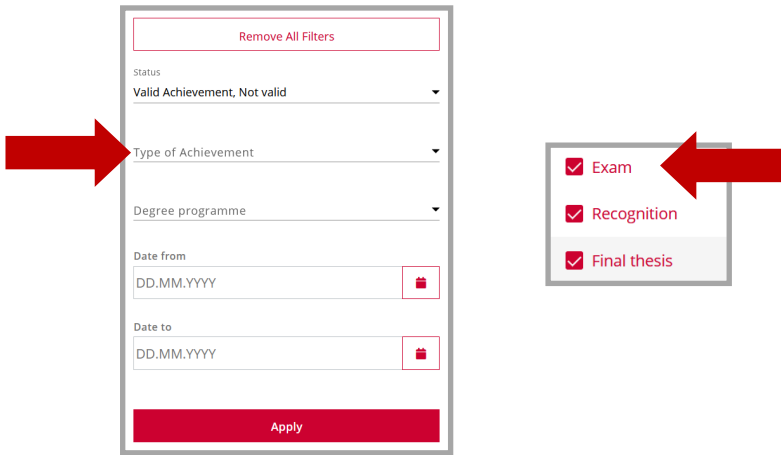 Remove All Filters
Status
Valid Achievement, Not valid
Type of Achievement
Degree programme
Date from
DD.MM.YYYY
Date to
DD.MM.YYYY
Apply
Exam
Recognition
Final thesis